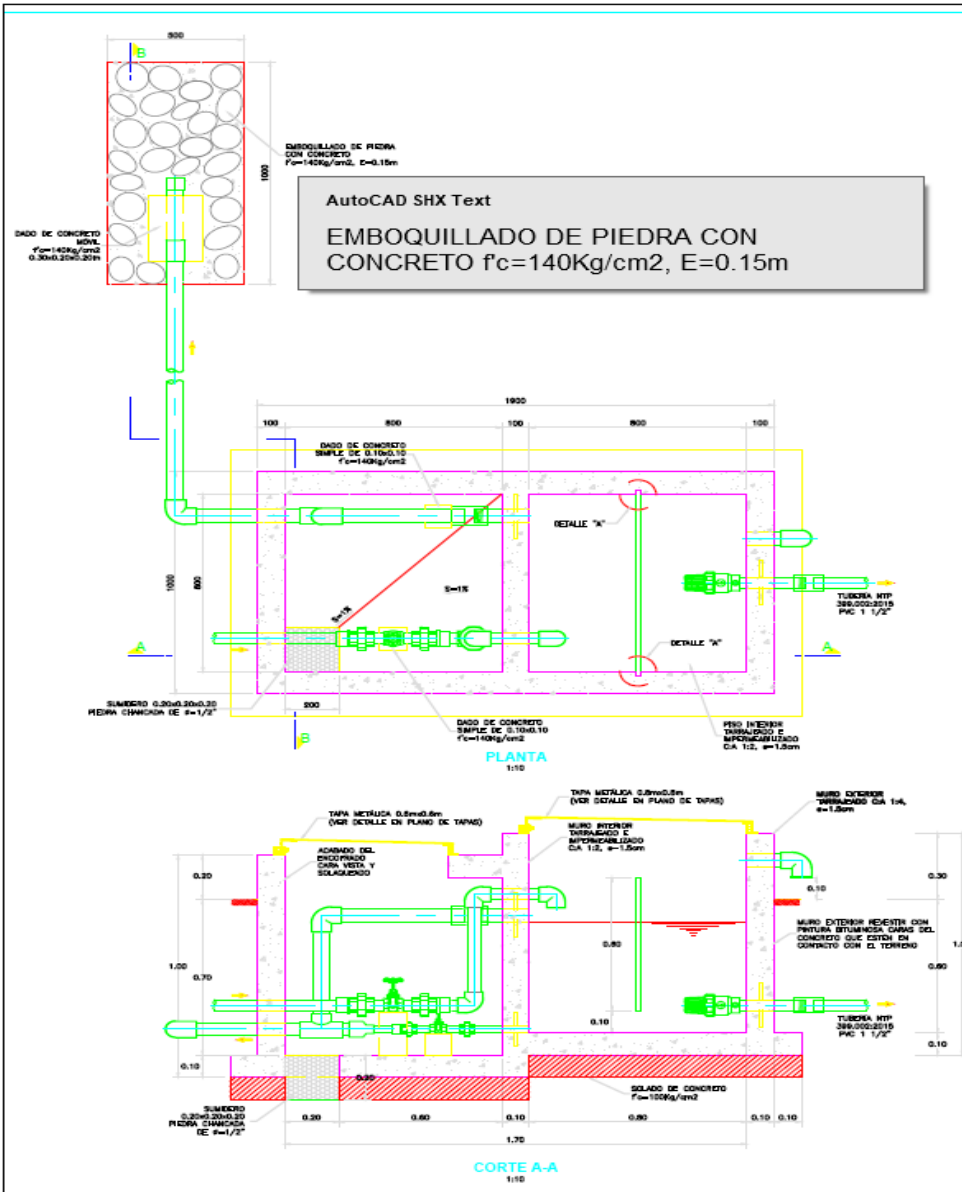 500
B
EMBOQUILLADO DE PIEDRA
CON CONCRETO
f'c=140Kg/cm2, E=0.15m
1000
AutoCAD SHX Text
EMBOQUILLADO DE PIEDRA CON
CONCRETO f'c=140Kg/cm2, E=0.15m
DADO DE CONCRETO
MOVIL
f'c=140Kg/cm2
0.30x0.20x0.20m
1900
100
800
100
800
100
DADO DE CONCRETO
SIMPLE DE 0.10x0.10
f'c=140Kg/cm2
DETALLE "A"
1000
800
S=1%
S=1%
TUBERIA NTP
399.002:2015
PVC 1 1/2"
A
DETALLE "A"
A
SUMIDERO 0.20x0.20x0.20
PIEDRA CHANCADA DE ø=1/2"
200
B
DADO DE CONCRETO
SIMPLE DE 0.10x0.10
f'c=140Kg/cm2
PISO INTERIOR
TARRAJEADO E
IMPERMEABILIZADO
C:A 1:2, e=1.5cm
PLANTA
1:10
TAPA METÁLICA 0.6mx0.6m
(VER DETALLE EN PLANO DE TAPAS)
TAPA METÁLICA 0.6mx0.6m
(VER DETALLE EN PLANO DE TAPAS)
MURO EXTERIOR
TARRAJEADO C:A 1:4,
e=1.5cm
MURO INTERIOR
TARRAJEADO E
IMPERMEABILIZADO
C:A 1:2, e=1.5cm
ACABADO DEL
ENCOFRADO
CARA VISTA Y
SOLAQUEADO
0.20
0.30
0.10
MURO EXTERIOR REVESTIR CON
PINTURA BITUMINOSA CARAS DEL
CONCRETO QUE ESTEN EN
CONTACTO CON EL TERRENO
0.60
0.60
1.00
0.70
0.10
TUBERIA NTP
399.002:2015
PVC 1 1/2"
0.10
0.10
0.20
SOLADO DE CONCRETO
f'c=100Kg/cm2
SUMIDERO
0.20x0.20x0.20
PIEDRA CHANCADA
DE ø=1/2"
0.20
0.60
0.10
0.80
0.10
0.10
1.70
CORTE A-A
1:10